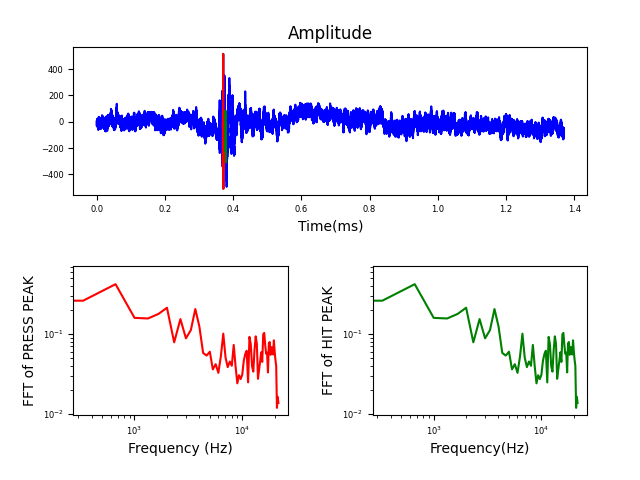 Amplitude
400
200
0
−200
−400
0.0 0.2 0.4 0.6 0.8 1.0 1.2 1.4
Time(ms)
FFT of PRESS PEAK
10⁻¹
10⁻²
10³ 10⁴
Frequency (Hz)
FFT of HIT PEAK
10⁻¹
10⁻²
10³ 10⁴
Frequency(Hz)